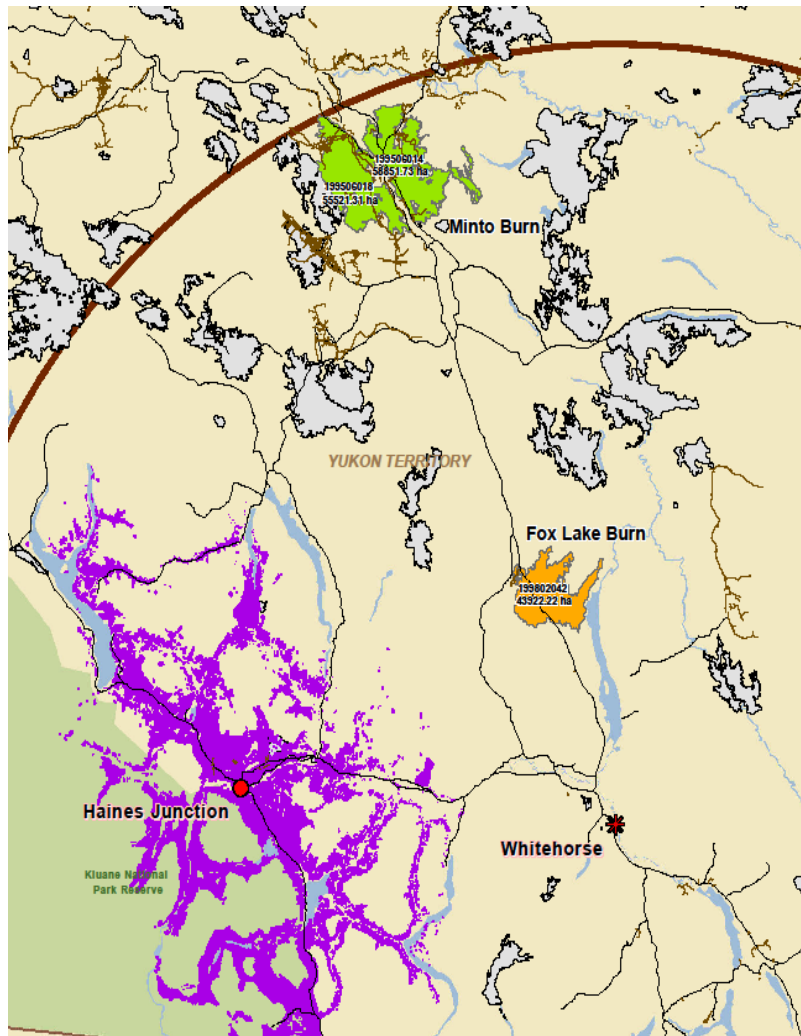 199506014
58851.73 ha
199506018
55521.31 ha
Minto Burn
YUKON TERRITORY
Fox Lake Burn
199802042
43922.22 ha
Haines Junction
Whitehorse
Kluane National
Park Reserve